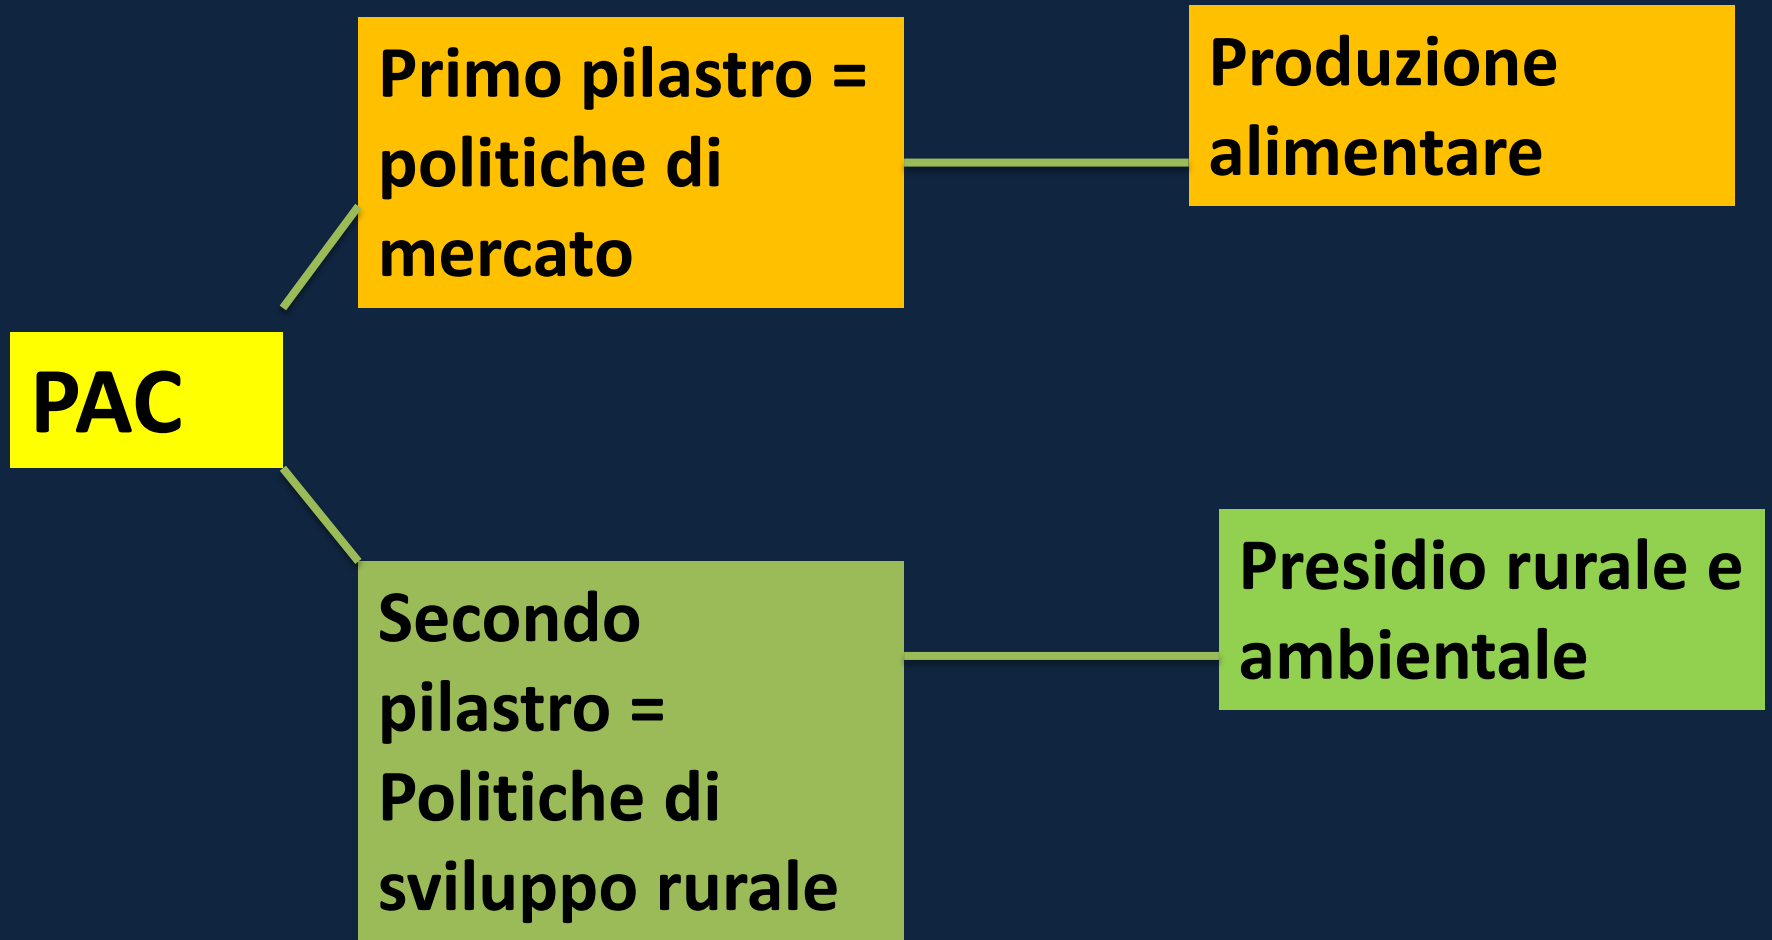 Primo pilastro =
politiche di
mercato
Produzione
alimentare
PAC
Secondo
pilastro =
Politiche di
sviluppo rurale
Presidio rurale e
ambientale